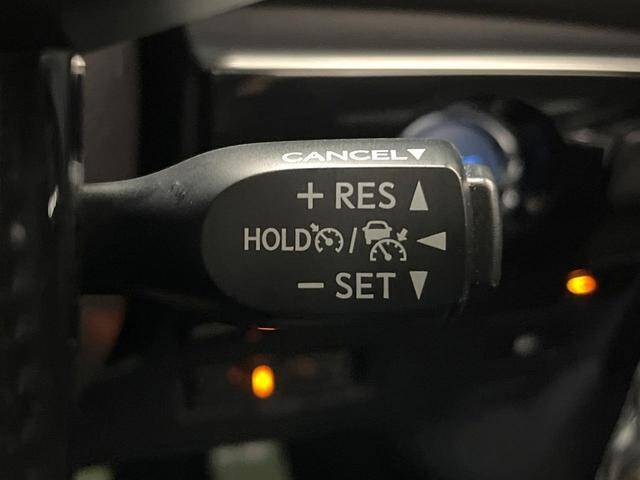 CANCEL▼
+ RES ▲
HOLD / ◀
− SET ▼